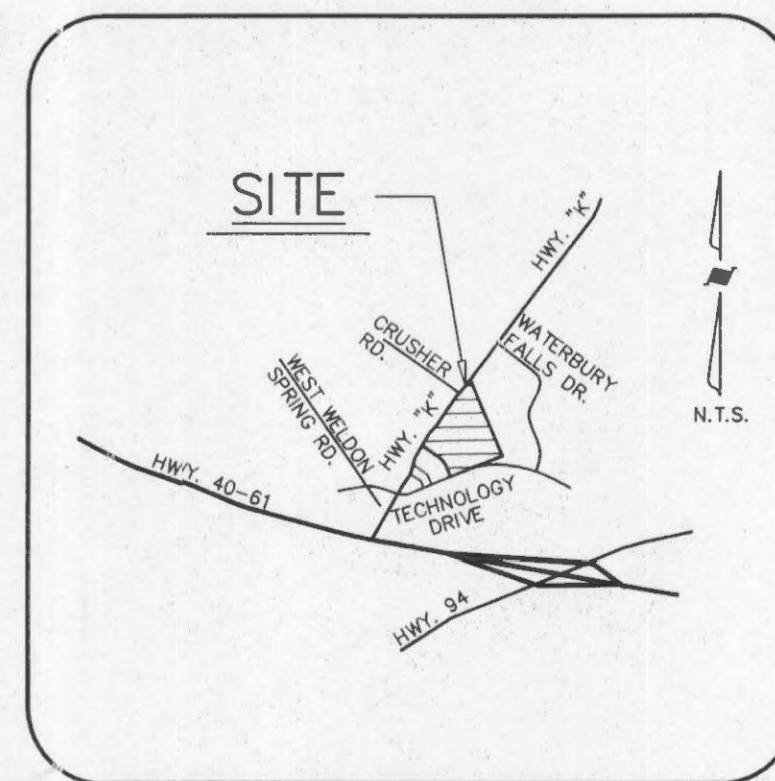 SITE
HWY. "K"
WATERBURY
FALLS DR.
CRUSHER
RD.
N.T.S.
WEST WELDON
SPRING RD.
HWY. "K"
HWY. 40-61
TECHNOLOGY
DRIVE
HWY. 94